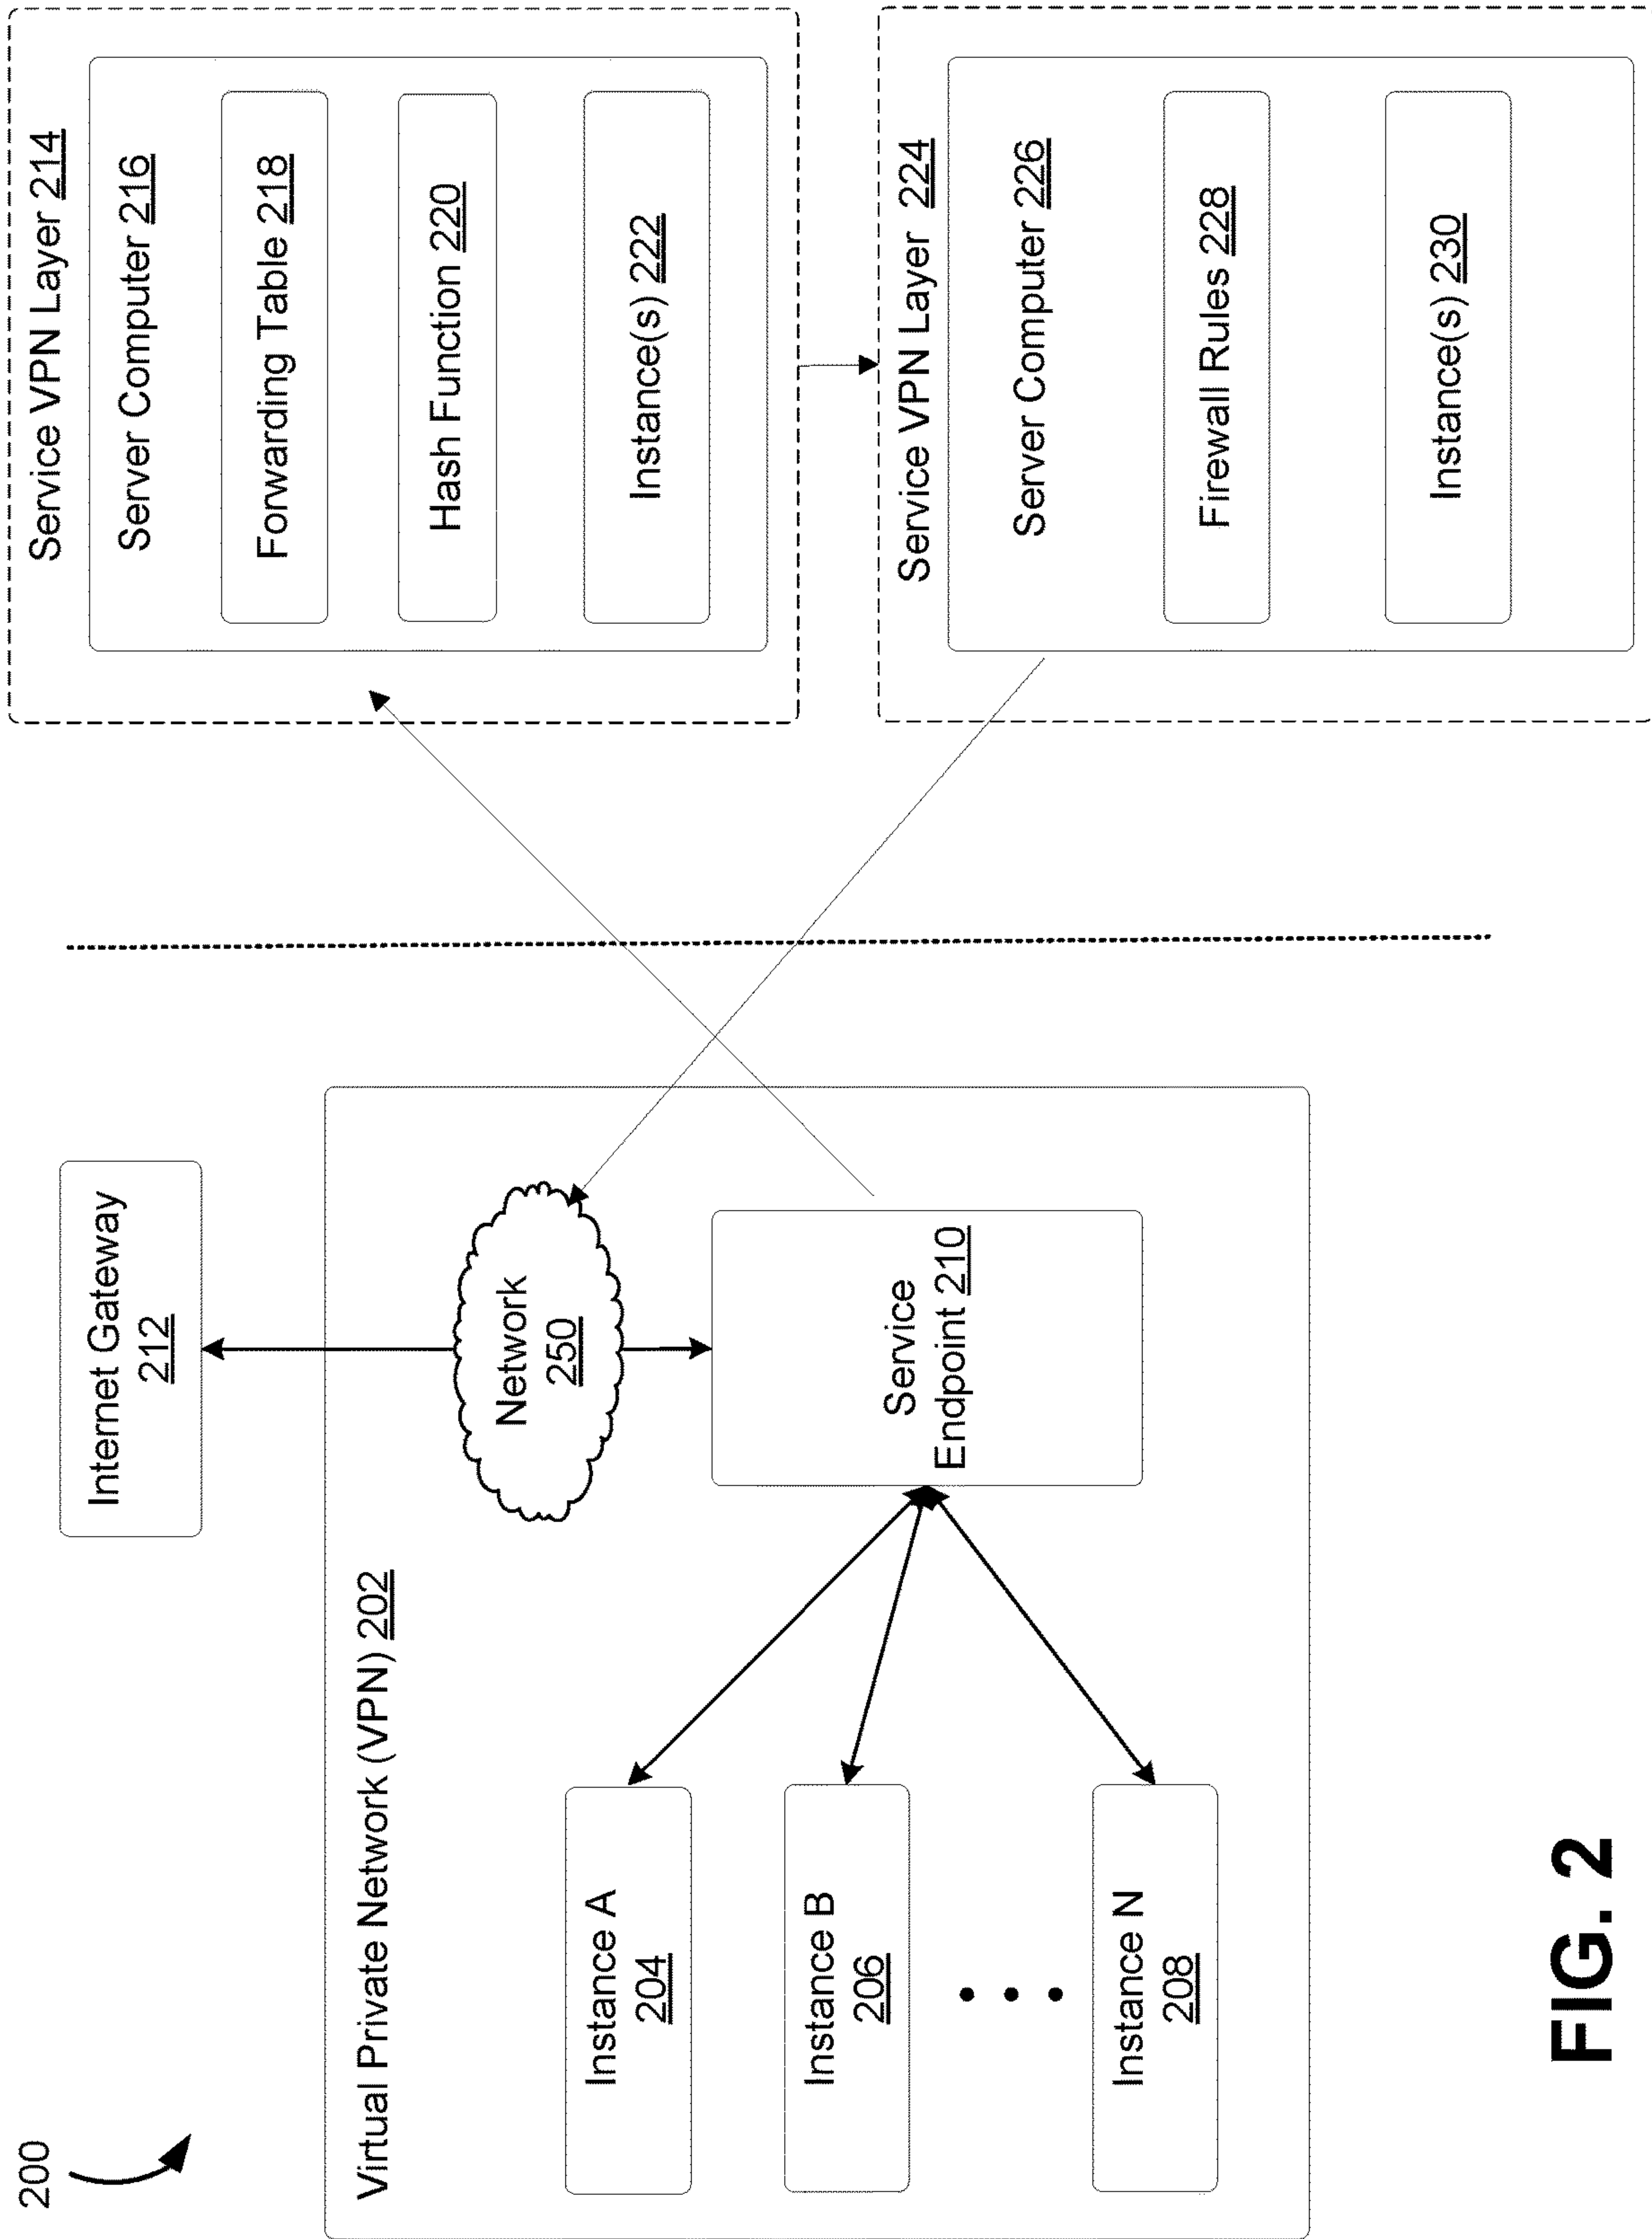 200
Virtual Private Network (VPN) 202
Instance A
204
Instance B
206
Instance N
208
Internet Gateway
212
Network
250
Service
Endpoint 210
Service VPN Layer 214
Server Computer 216
Forwarding Table 218
Hash Function 220
Instance(s) 222
Service VPN Layer 224
Server Computer 226
Firewall Rules 228
Instance(s) 230
FIG. 2